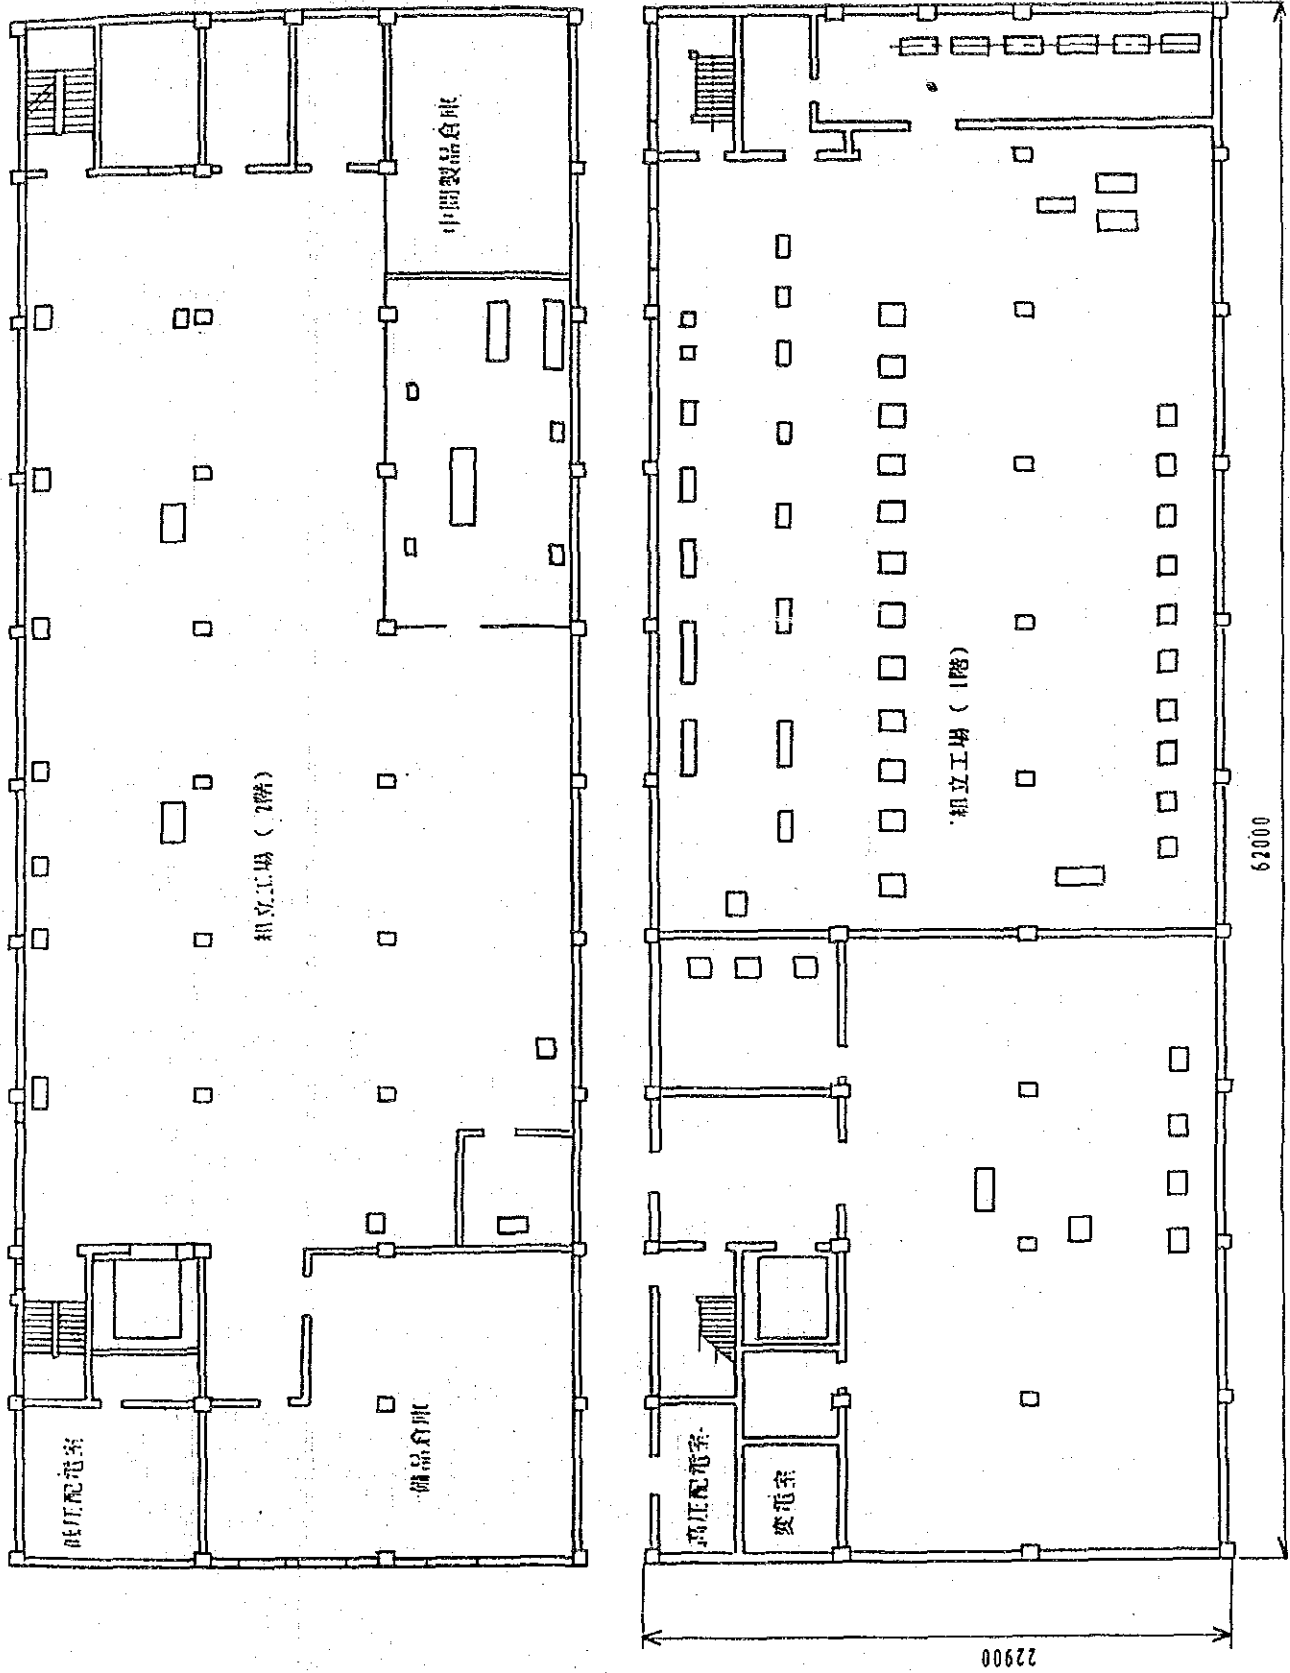 中間製品倉庫
組立工場（2階）
低圧配電室
備品倉庫
組立工場（1階）
高圧配電室
変電室
62000
22900